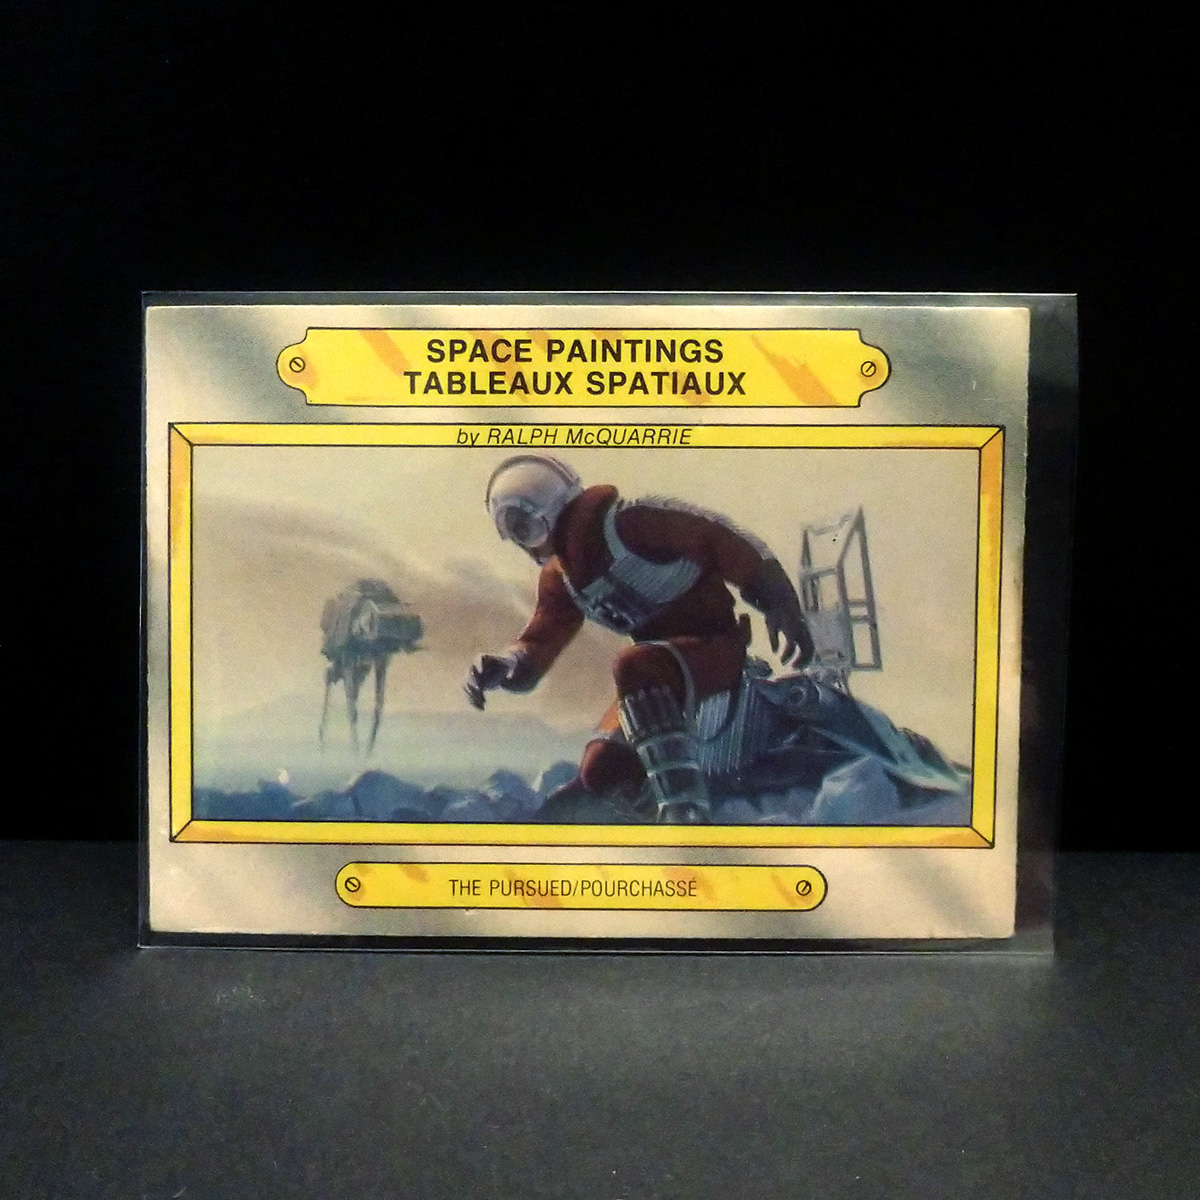 SPACE PAINTINGS
TABLEAUX SPATIAUX
by RALPH McQUARRIE
THE PURSUED/POURCHASSÉ